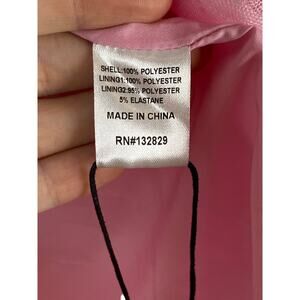 SHELL:100% POLYESTER
LINING1:100% POLYESTER
LINING2:95% POLYESTER
5% ELASTANE
MADE IN CHINA
RN#132829